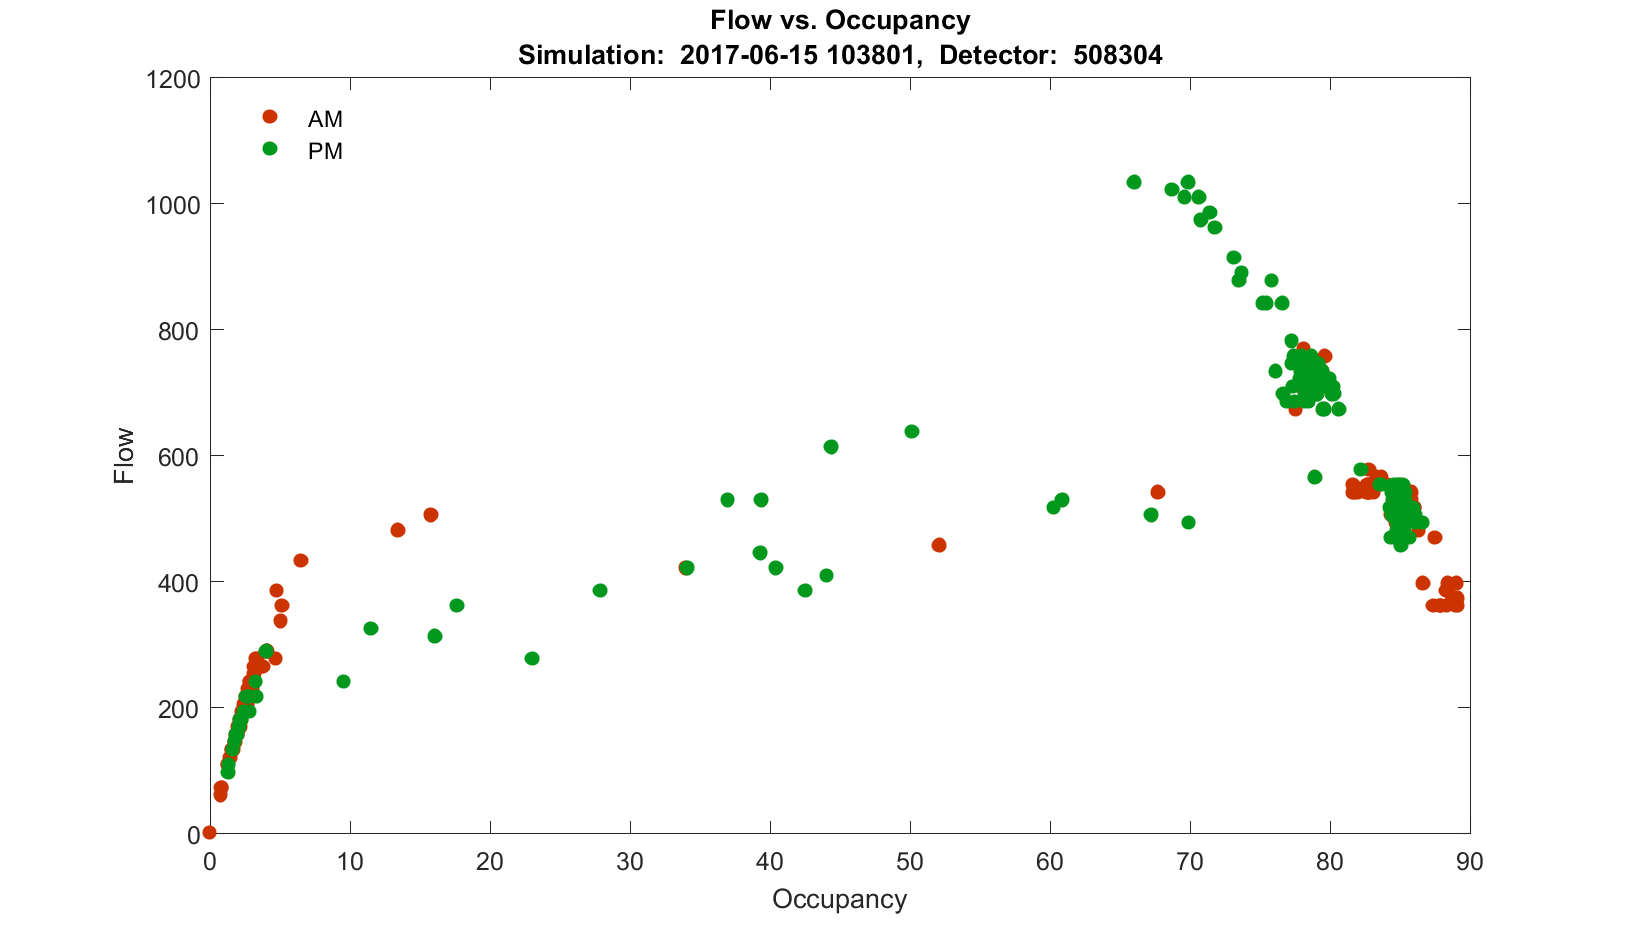 Flow vs. Occupancy
Simulation:  2017-06-15 103801,  Detector:  508304
1200
1000
800
600
400
200
0
Flow
AM
PM
0 10 20 30 40 50 60 70 80 90
Occupancy